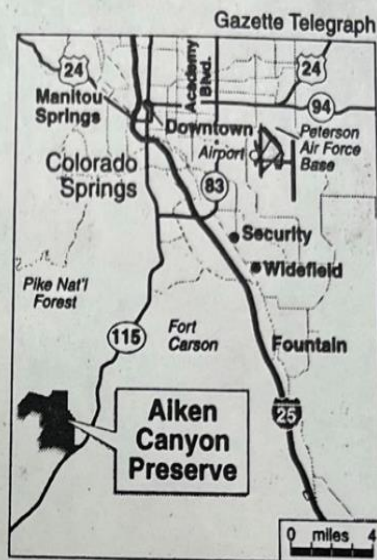 Gazette Telegraph
24
Academy
Blvd.
24
Manitou
Springs
94
Downtown
Peterson
Air Force
Base
Airport
Colorado
Springs
83
Security
Widefield
Pike Nat'l
Forest
115
Fort
Carson
Fountain
Aiken
Canyon
Preserve
25
0 miles 4